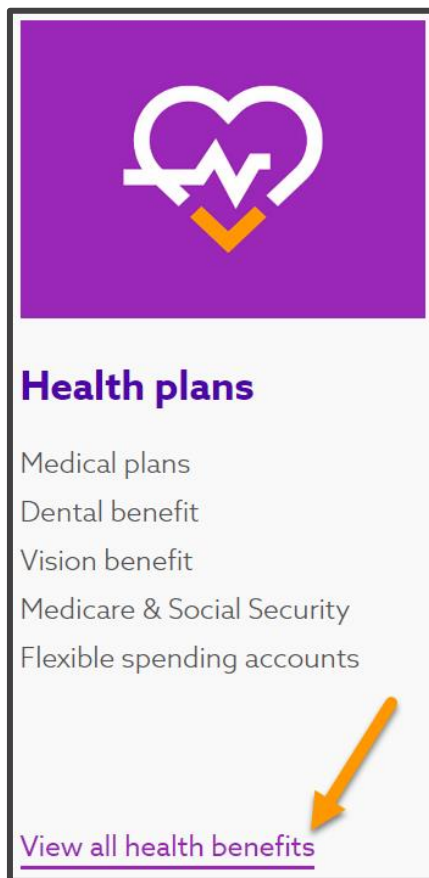 Health plans
Medical plans
Dental benefit
Vision benefit
Medicare & Social Security
Flexible spending accounts
View all health benefits